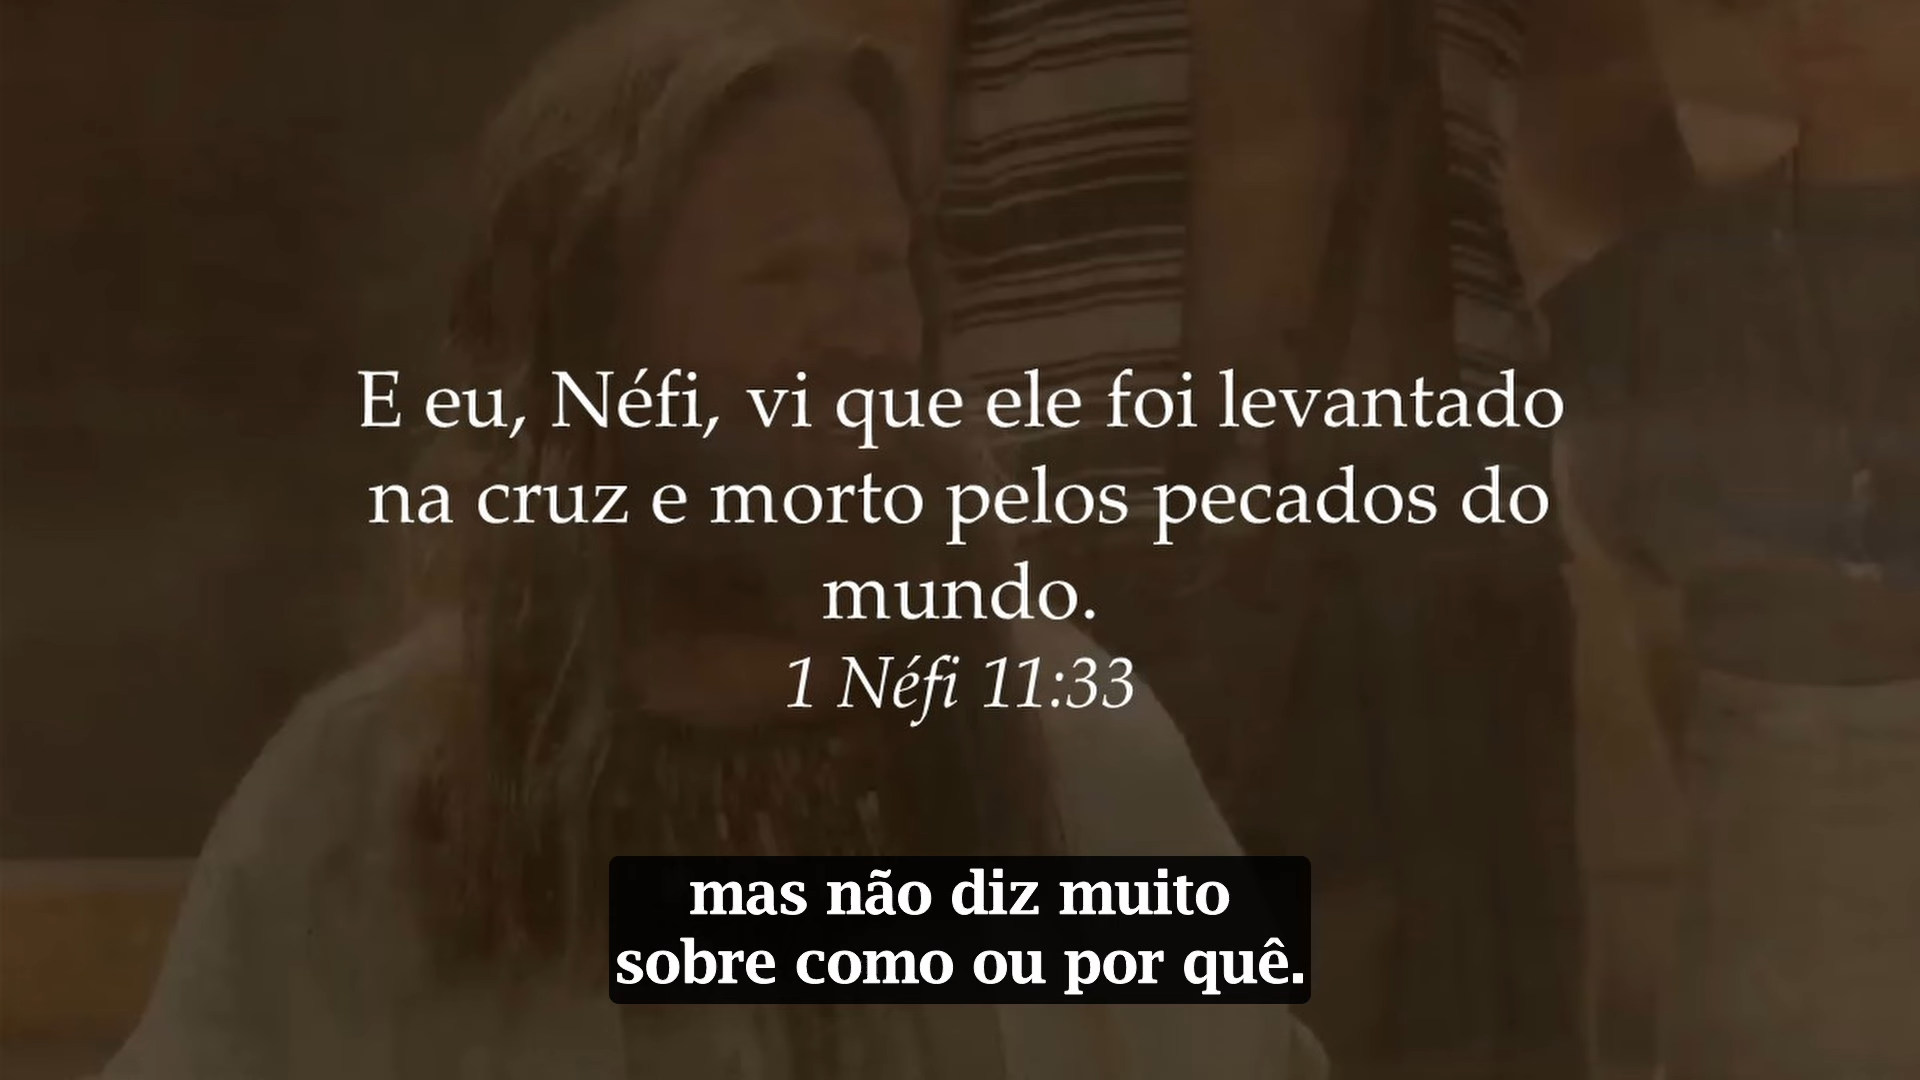 E eu, Néfi, vi que ele foi levantado
na cruz e morto pelos pecados do
mundo.
1 Néfi 11:33
mas não diz muito
sobre como ou por quê.